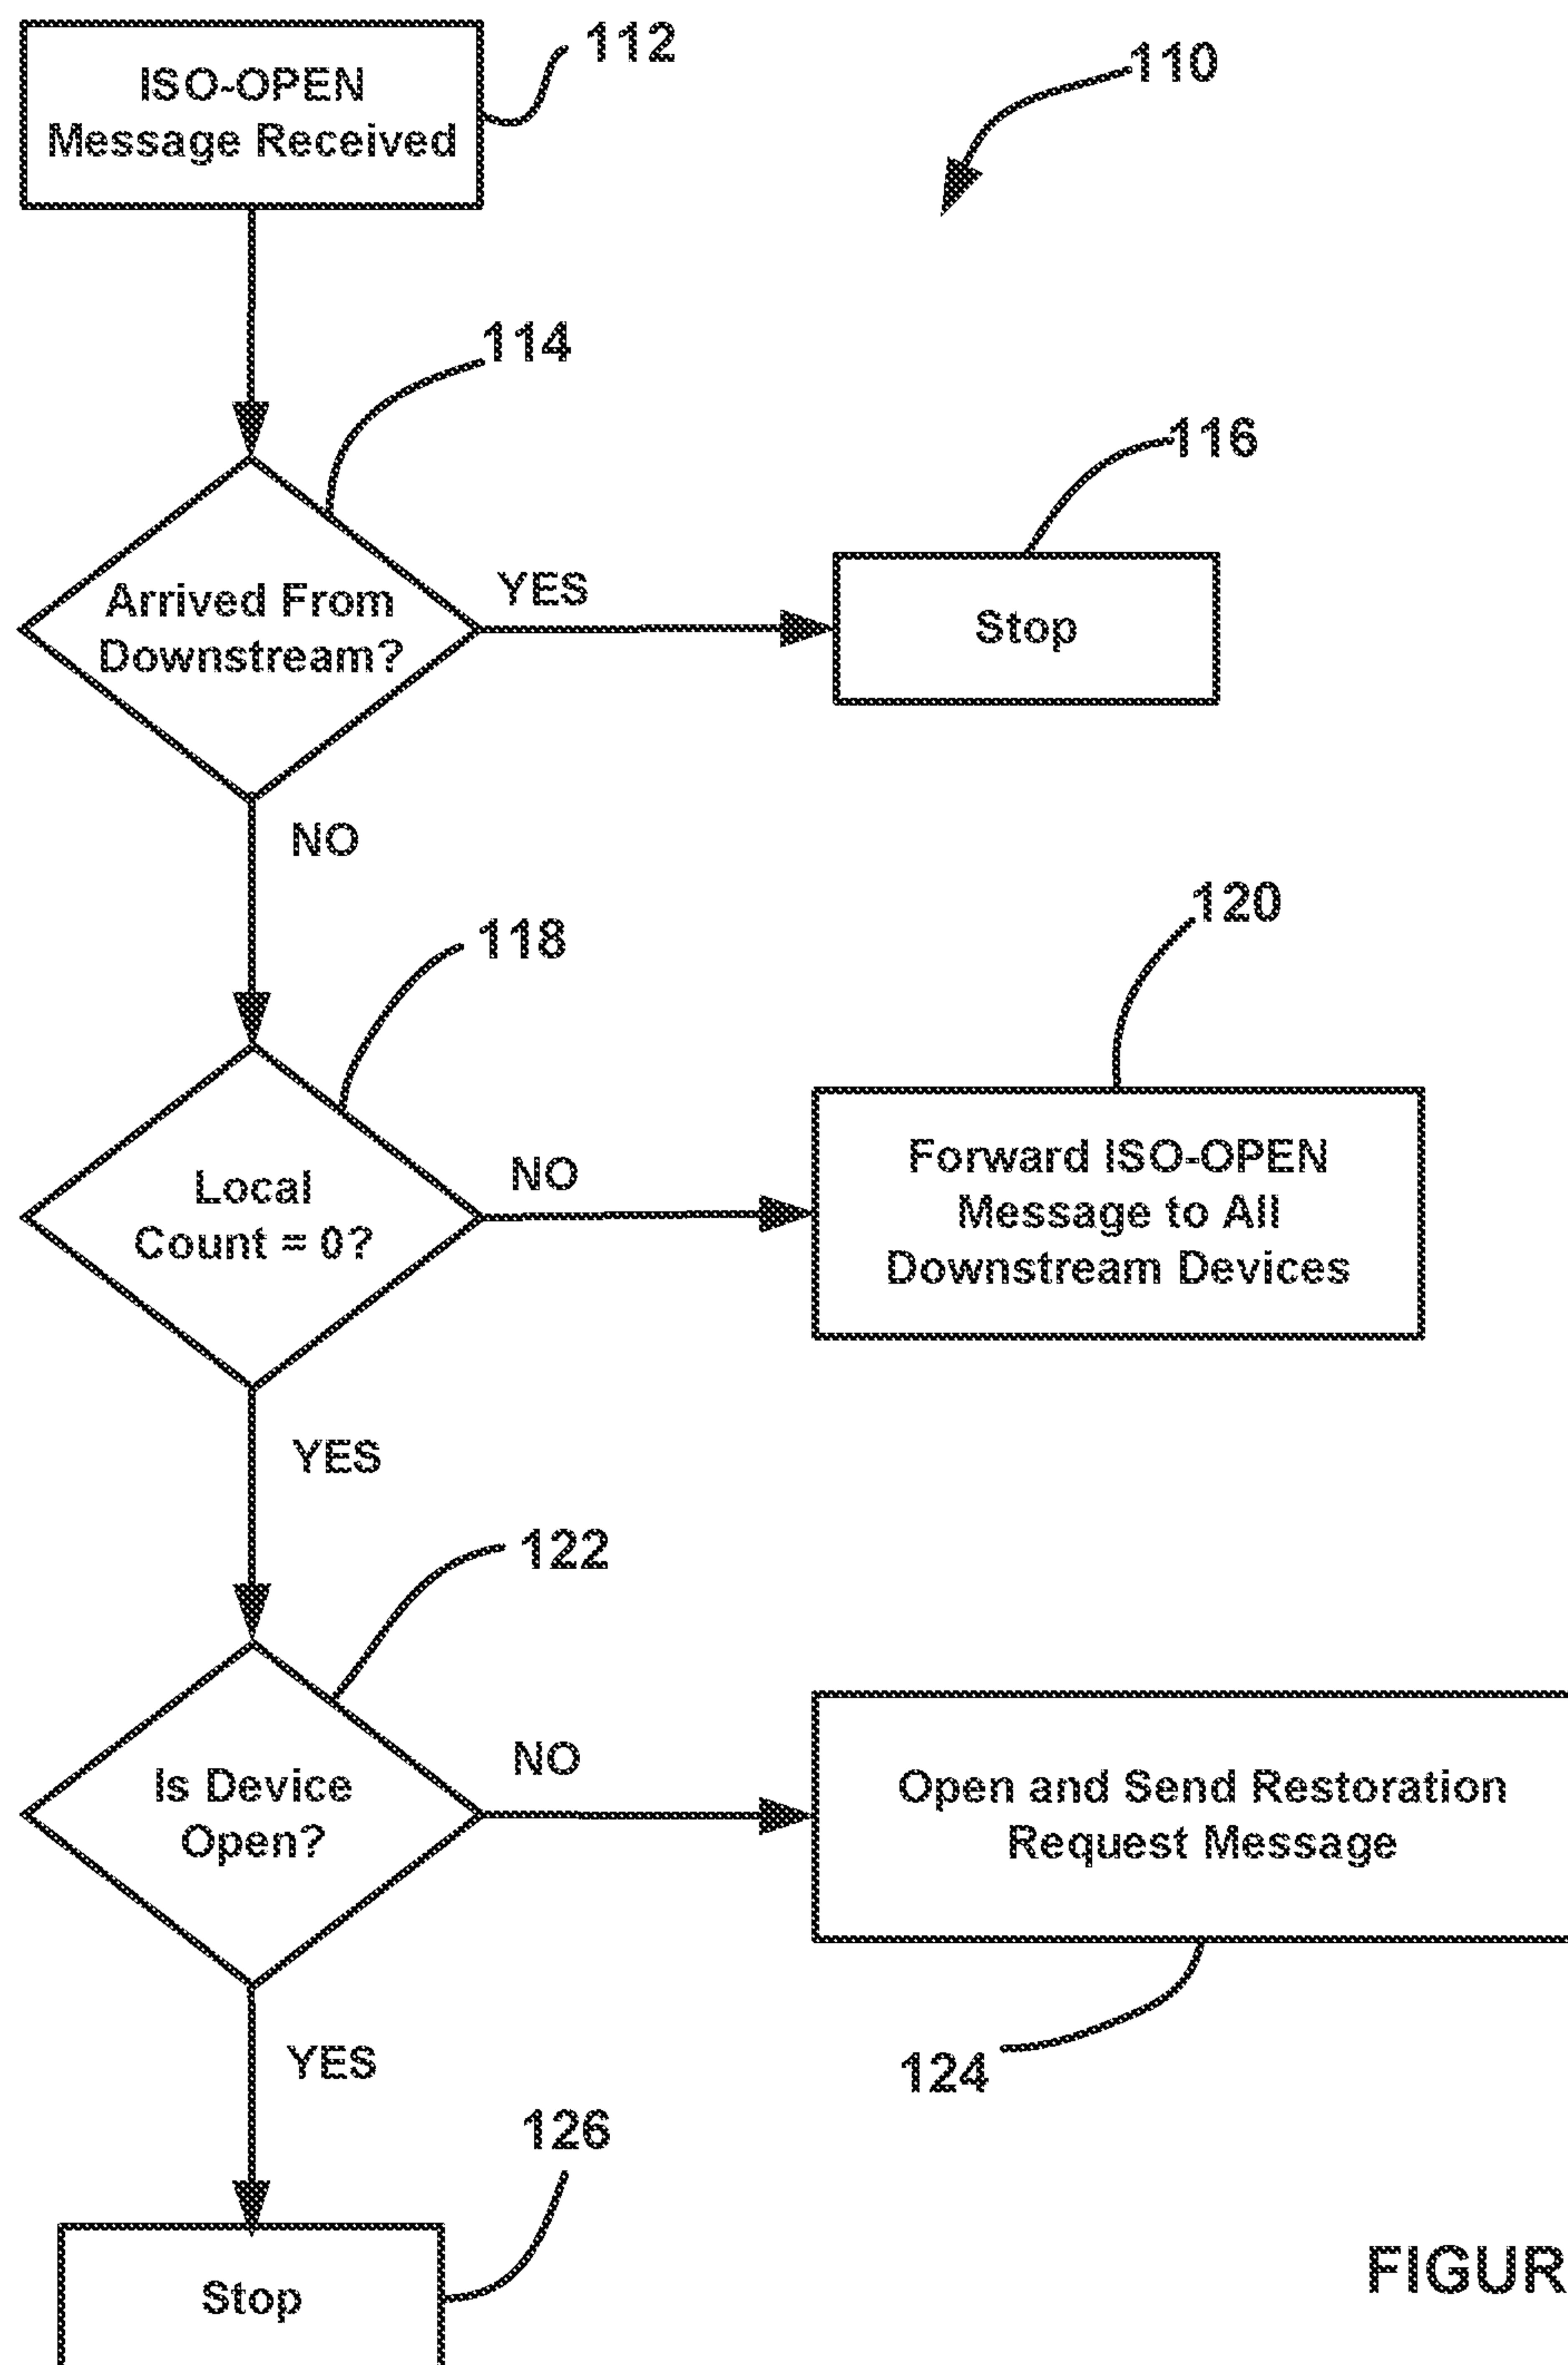 ISO-OPEN
Message Received
112
110
114
Arrived From
Downstream?
YES
116
Stop
NO
118
Local
Count = 0?
NO
120
Forward ISO-OPEN
Message to All
Downstream Devices
YES
122
Is Device
Open?
NO
Open and Send Restoration
Request Message
124
YES
126
Stop
FIGUR